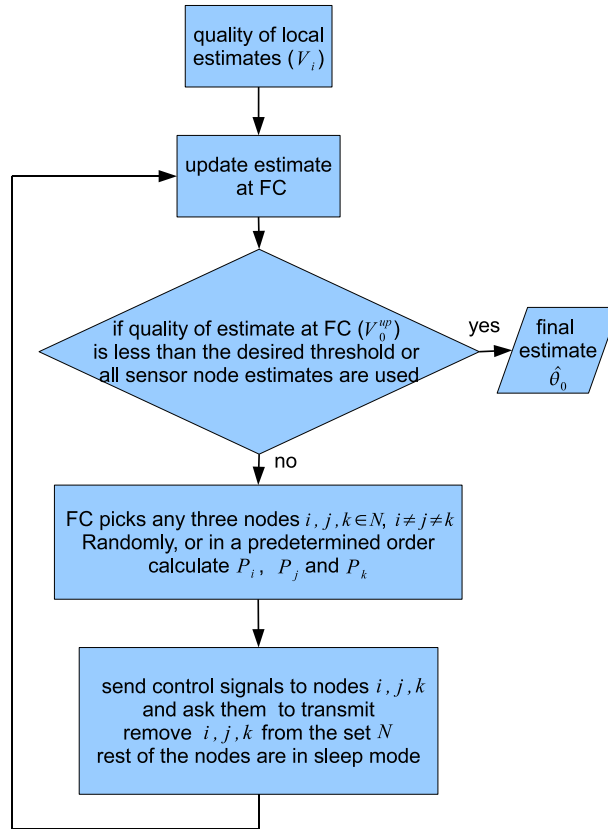 quality of local
estimates (V_i)
update estimate
at FC
if quality of estimate at FC (V_0^{up})
is less than the desired threshold or
all sensor node estimates are used
yes
final
estimate
θ̂_0
no
FC picks any three nodes i, j, k ∈ N, i≠j≠k
Randomly, or in a predetermined order
calculate P_i, P_j and P_k
send control signals to nodes i, j, k
and ask them to transmit
remove i, j, k from the set N
rest of the nodes are in sleep mode